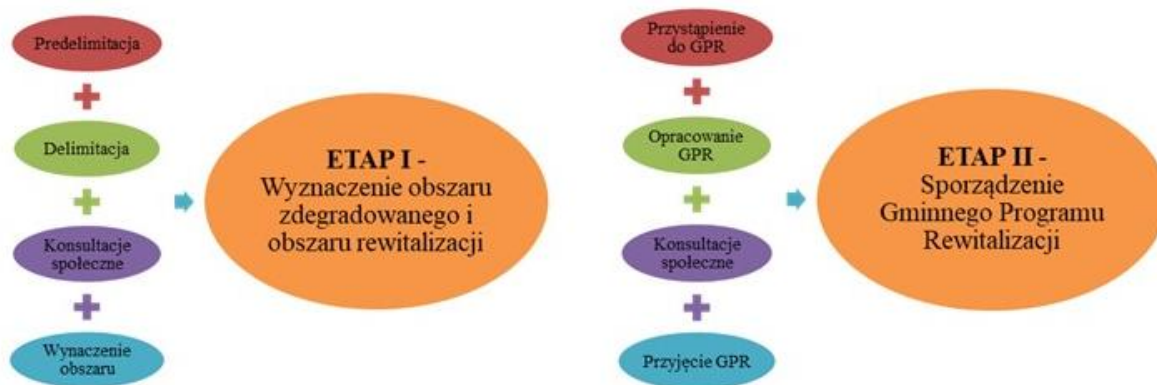 Predelimitacja
Delimitacja
Konsultacje
społeczne
Wynaczenie
obszaru
ETAP I -
Wyznaczenie obszaru
zdegradowanego i
obszaru rewitalizacji
Przystąpienie
do GPR
Opracowanie
GPR
Konsultacje
społeczne
Przyjęcie GPR
ETAP II -
Sporządzenie
Gminnego Programu
Rewitalizacji